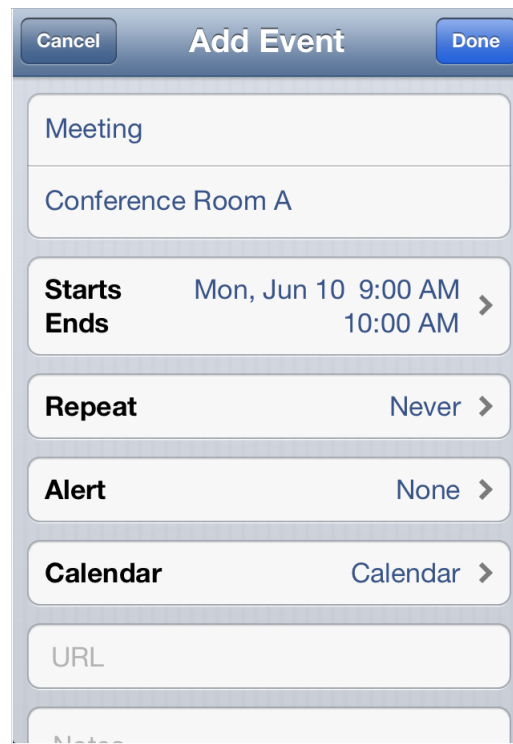 Cancel Add Event Done
Meeting
Conference Room A
Starts Mon, Jun 10 9:00 AM
Ends 10:00 AM
Repeat Never
Alert None
Calendar Calendar
URL
Notes